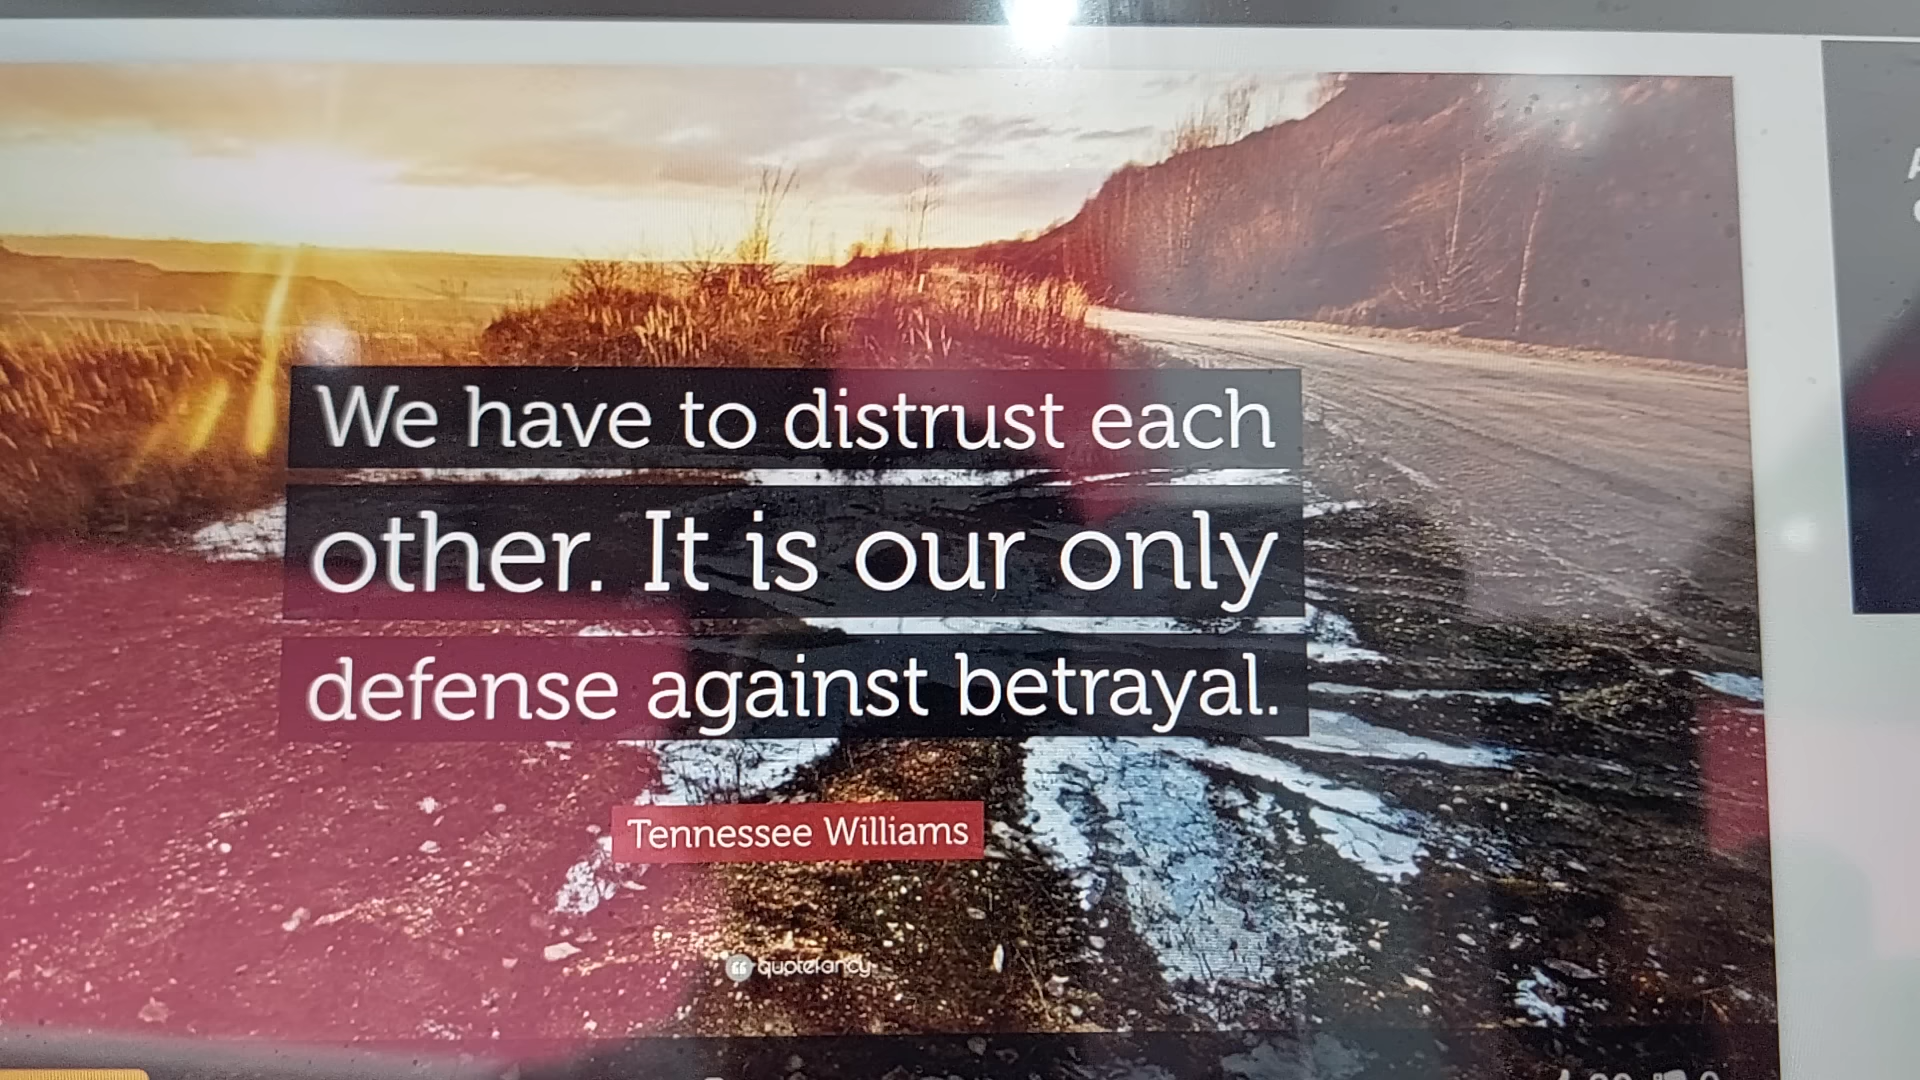 We have to distrust each
other. It is our only
defense against betrayal.
Tennessee Williams
quotefancy